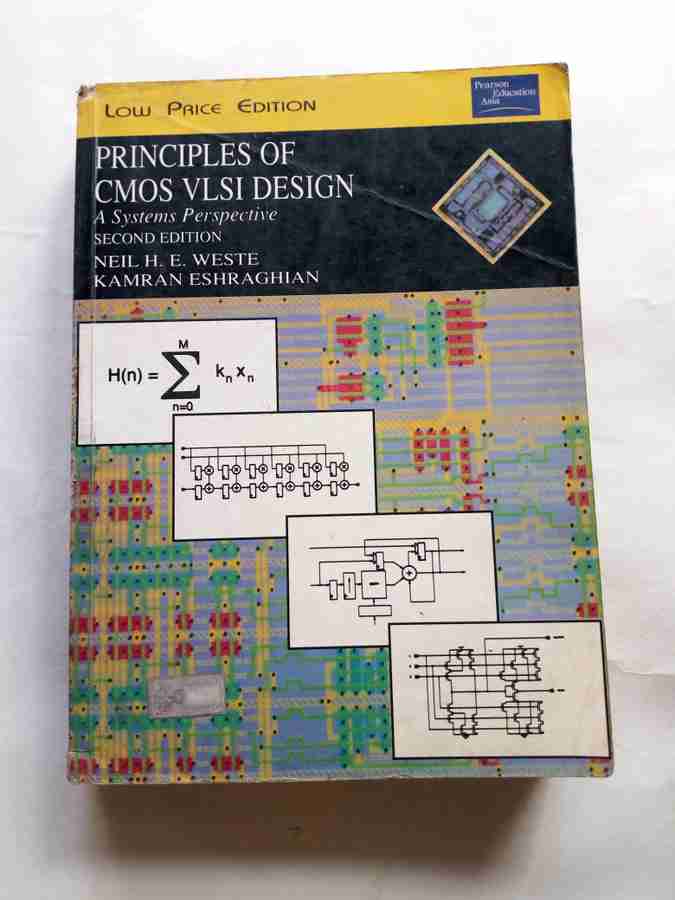 LOW PRICE EDITION
Pearson
Education
Asia
PRINCIPLES OF
CMOS VLSI DESIGN
A Systems Perspective
SECOND EDITION
NEIL H. E. WESTE
KAMRAN ESHRAGHIAN
M
H(n) = ∑ kₙ xₙ
n=0